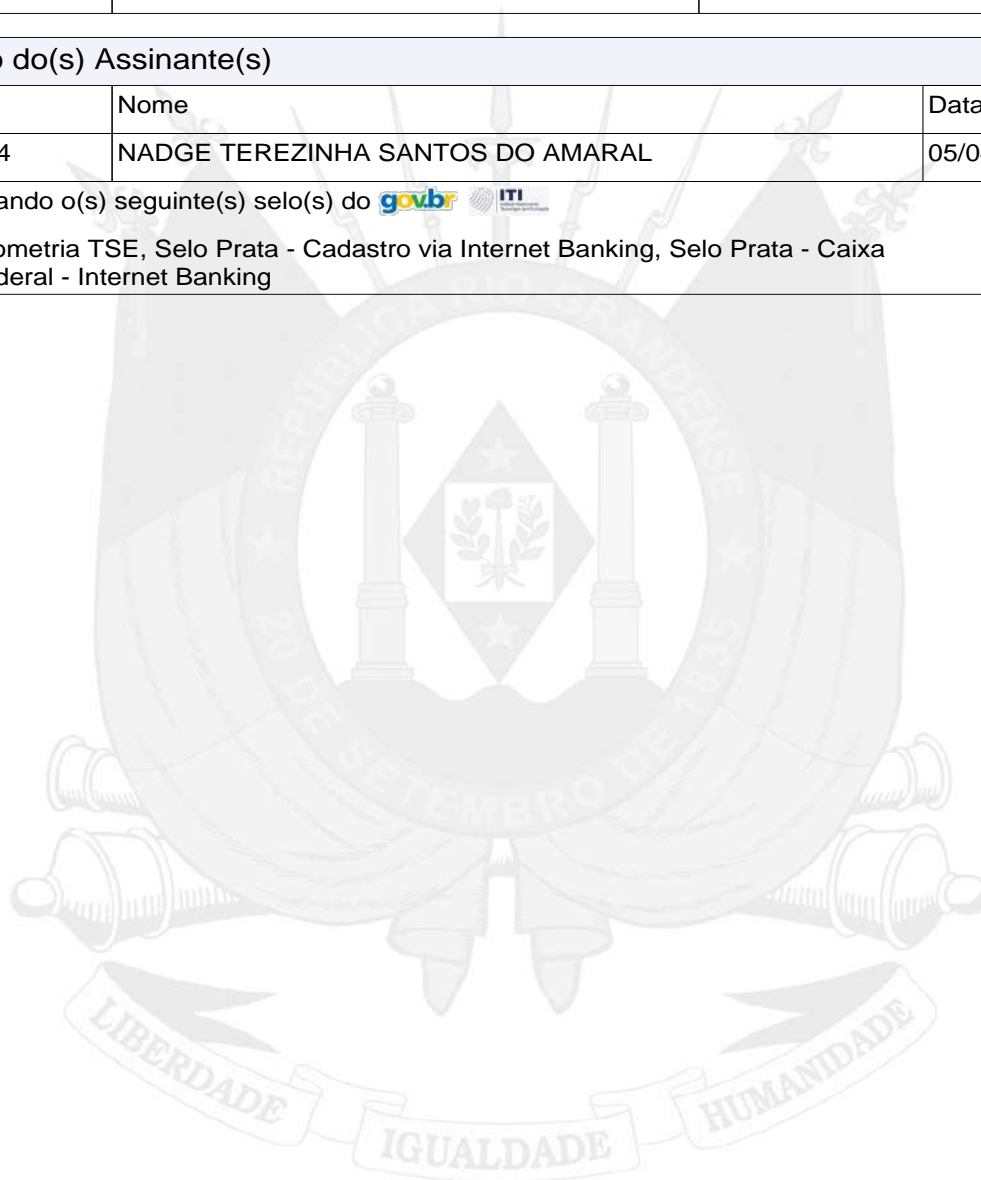 o do(s) Assinante(s)
Nome Data
4 NADGE TEREZINHA SANTOS DO AMARAL 05/0
ando o(s) seguinte(s) selo(s) do gov.br ITI
ometria TSE, Selo Prata - Cadastro via Internet Banking, Selo Prata - Caixa
deral - Internet Banking
REPÚBLICA RIO GRANDENSE
20 DE SETEMBRO DE 1835
LIBERDADE IGUALDADE HUMANIDADE